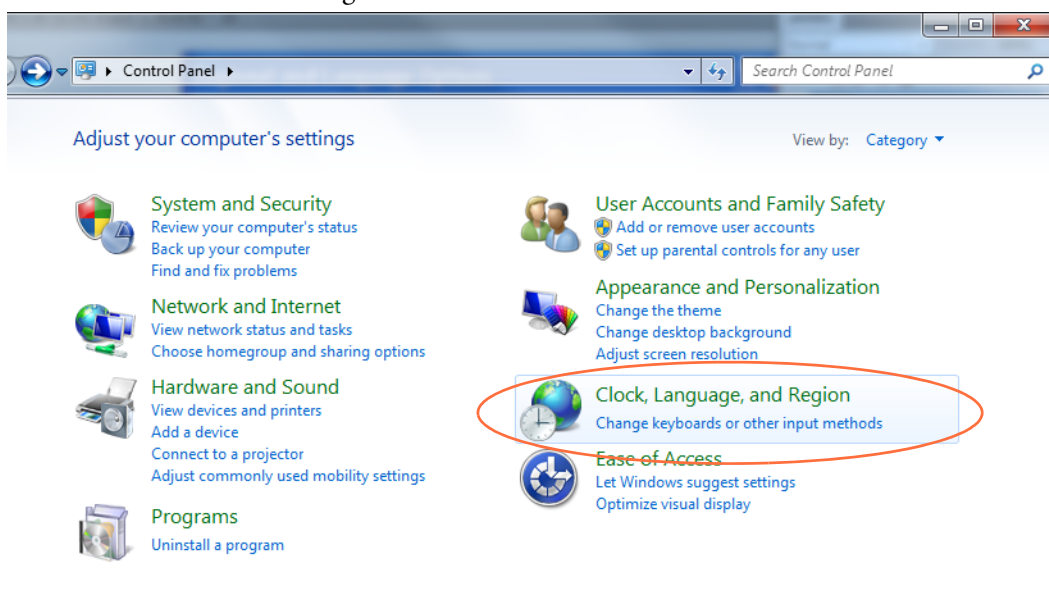 Control Panel
Search Control Panel
Adjust your computer's settings
View by: Category
System and Security
Review your computer's status
Back up your computer
Find and fix problems
Network and Internet
View network status and tasks
Choose homegroup and sharing options
Hardware and Sound
View devices and printers
Add a device
Connect to a projector
Adjust commonly used mobility settings
Programs
Uninstall a program
User Accounts and Family Safety
Add or remove user accounts
Set up parental controls for any user
Appearance and Personalization
Change the theme
Change desktop background
Adjust screen resolution
Clock, Language, and Region
Change keyboards or other input methods
Ease of Access
Let Windows suggest settings
Optimize visual display